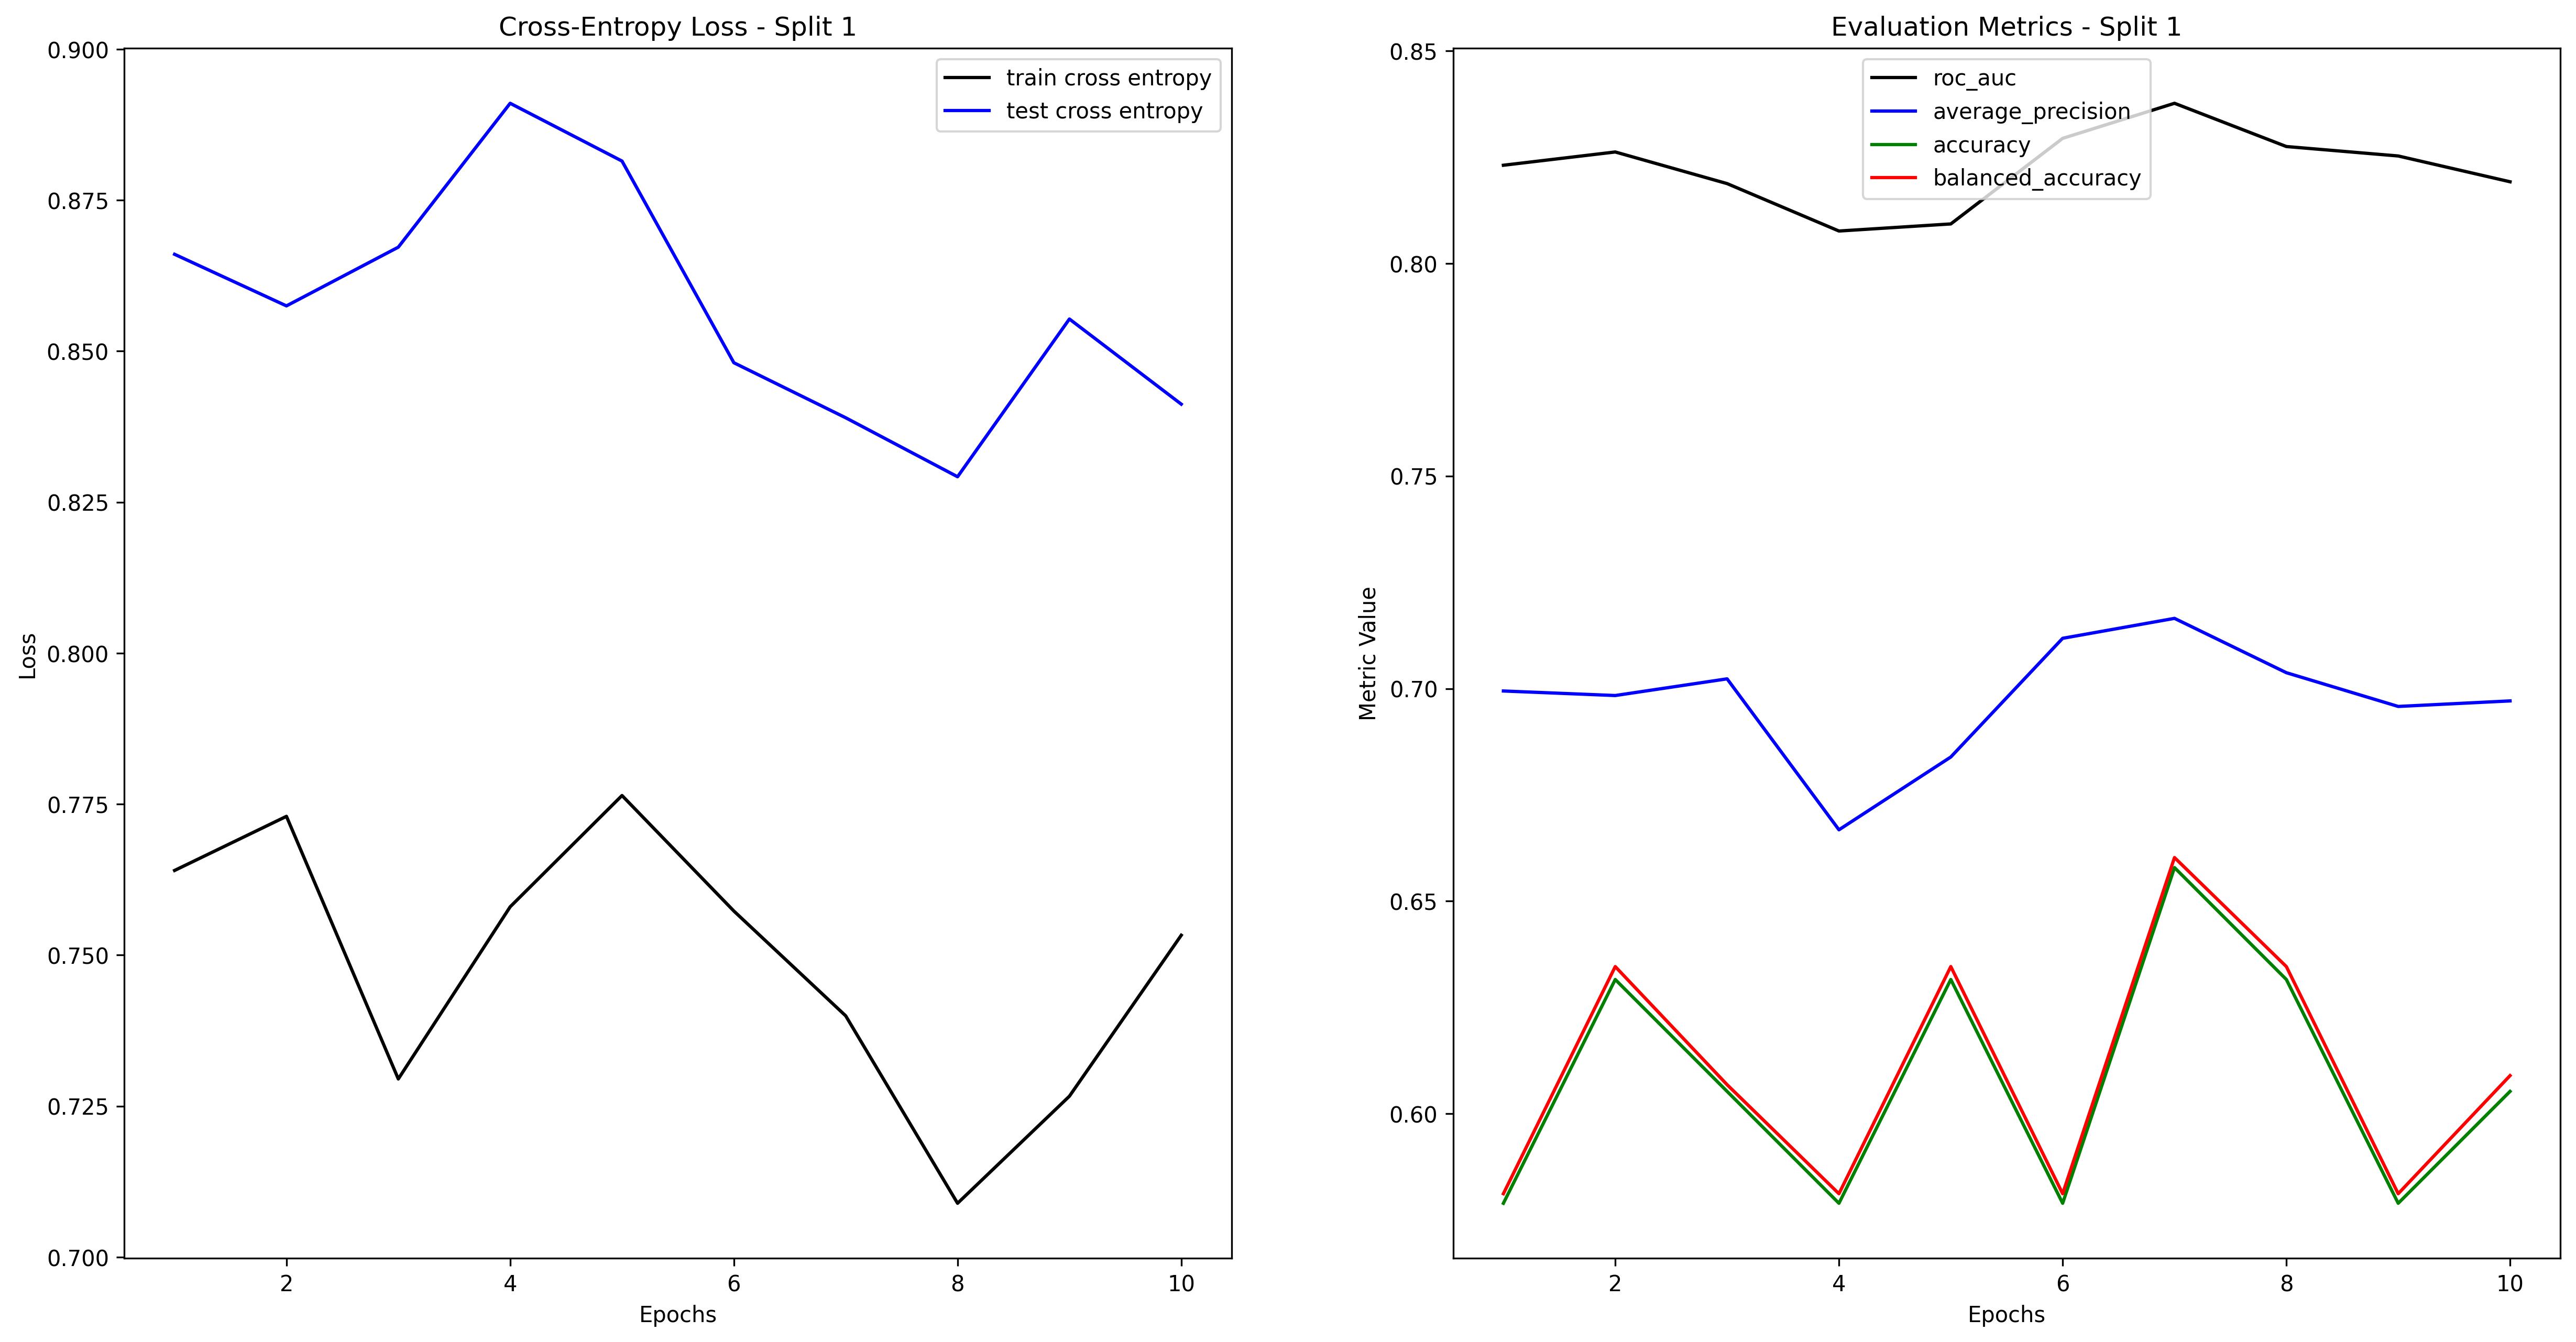 Cross-Entropy Loss - Split 1
0.900
0.875
0.850
0.825
0.800
0.775
0.750
0.725
0.700
Loss
2
4
6
8
10
Epochs
train cross entropy
test cross entropy
Evaluation Metrics - Split 1
0.85
0.80
0.75
0.70
0.65
0.60
Metric Value
2
4
6
8
10
Epochs
roc_auc
average_precision
accuracy
balanced_accuracy